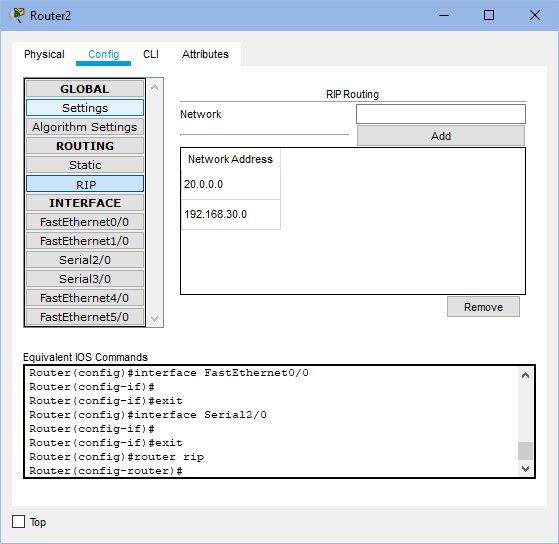 Router2
Physical Config CLI Attributes
GLOBAL
Settings
Algorithm Settings
ROUTING
Static
RIP
INTERFACE
FastEthernet0/0
FastEthernet1/0
Serial2/0
Serial3/0
FastEthernet4/0
FastEthernet5/0
RIP Routing
Network
Add
Network Address
20.0.0.0
192.168.30.0
Remove
Equivalent IOS Commands
Router(config)#interface FastEthernet0/0
Router(config-if)#
Router(config-if)#exit
Router(config)#interface Serial2/0
Router(config-if)#
Router(config-if)#exit
Router(config)#router rip
Router(config-router)#
Top